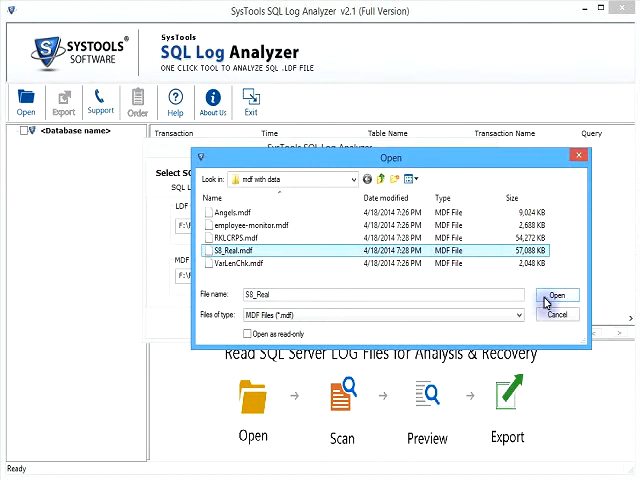 SysTools SQL Log Analyzer v2.1 (Full Version)
SYSTOOLS®
SOFTWARE
SysTools
SQL Log Analyzer
ONE CLICK TOOL TO ANALYZE SQL .LDF FILE
Open
Export
Support
Order
Help
About Us
Exit
<Database name>
Transaction Time Table Name Transaction Name Query
SysTools SQL Log Analyzer
Select SQ
SQL L
LDF
F:\
MDF
F:\
Open
Look in: mdf with data
Name Date modified Type Size
Angels.mdf 4/18/2014 7:26 PM MDF File 9,024 KB
employee-monitor.mdf 4/18/2014 7:26 PM MDF File 2,688 KB
RKLCRPS.mdf 4/18/2014 7:26 PM MDF File 54,272 KB
S8_Real.mdf 4/18/2014 7:28 PM MDF File 57,088 KB
VarLenChk.mdf 4/18/2014 7:26 PM MDF File 2,048 KB
File name: S8_Real Open
Files of type: MDF Files (*.mdf) Cancel
Open as read-only
Read SQL Server LOG Files for Analysis & Recovery
Open
Scan
Preview
Export
Ready